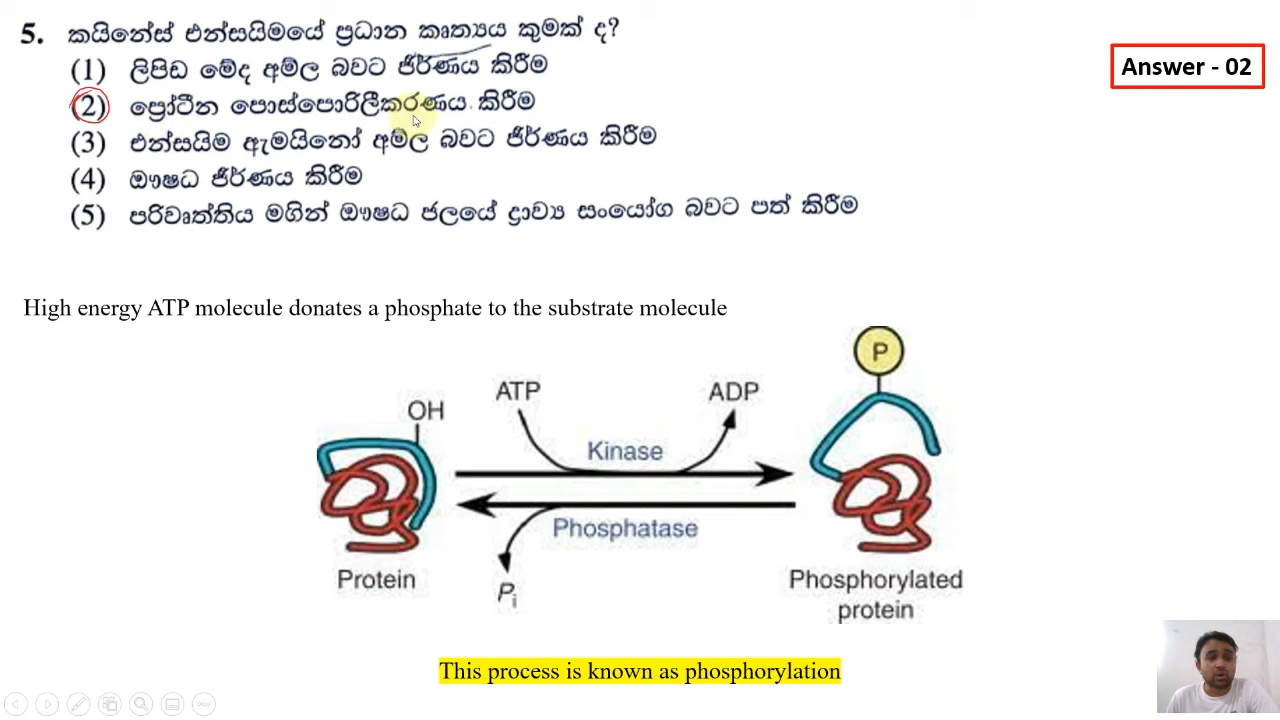 5. කයිනේස් එන්සයිමයේ ප්‍රධාන කෘත්‍යය කුමක් ද?
(1) ලිපිඩ මේද අම්ල බවට ජීර්ණය කිරීම
(2) ප්‍රෝටීන පොස්පොරිලීකරණය කිරීම
(3) එන්සයිම ඇමයිනෝ අම්ල බවට ජීර්ණය කිරීම
(4) ඖෂධ ජීර්ණය කිරීම
(5) පරිවෘත්තිය මගින් ඖෂධ ජලයේ ද්‍රාව්‍ය සංයෝග බවට පත් කිරීම
Answer - 02
High energy ATP molecule donates a phosphate to the substrate molecule
P
ATP ADP
OH
Kinase
Phosphatase
Protein
Pi
Phosphorylated
protein
This process is known as phosphorylation